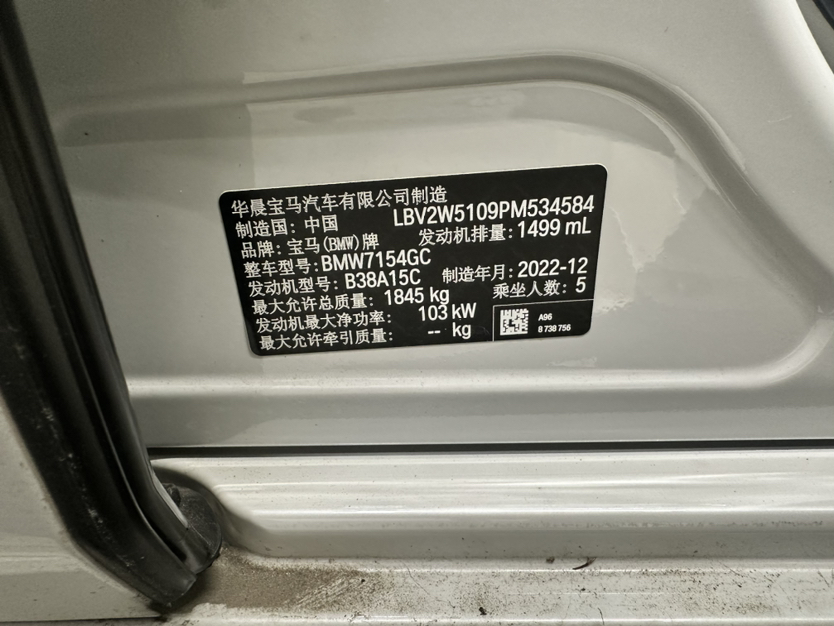 华晨宝马汽车有限公司制造
制造国: 中国 LBV2W5109PM534584
品牌: 宝马(BMW)牌 发动机排量: 1499 mL
整车型号: BMW7154GC
发动机型号: B38A15C 制造年月: 2022-12
最大允许总质量: 1845 kg 乘坐人数: 5
发动机最大净功率: 103 kW
最大允许牵引质量: -- kg
A96
8 738 756